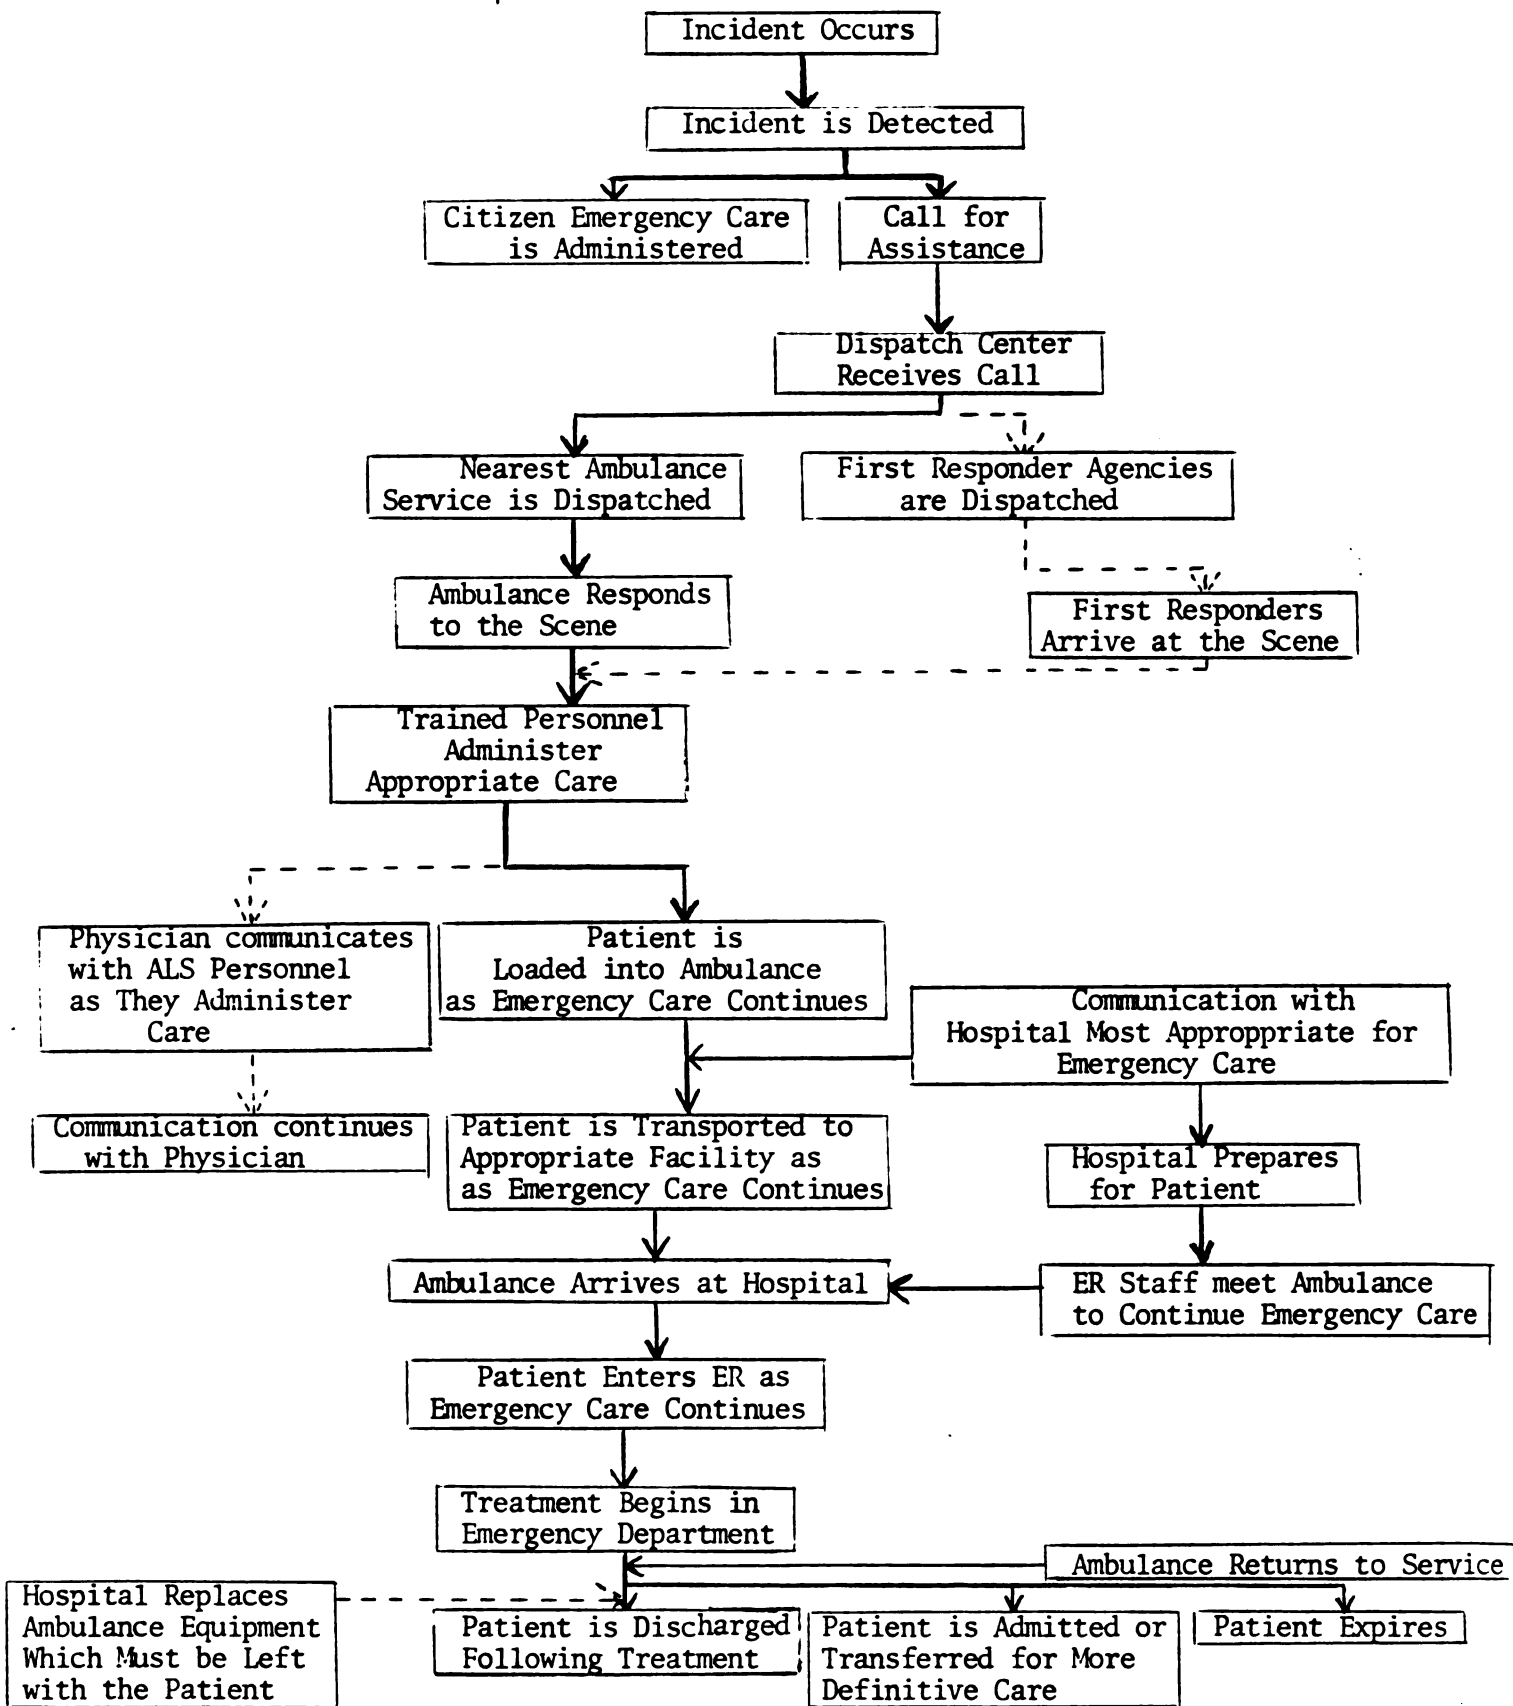 Incident Occurs
Incident is Detected
Citizen Emergency Care
is Administered
Call for
Assistance
Dispatch Center
Receives Call
Nearest Ambulance
Service is Dispatched
First Responder Agencies
are Dispatched
Ambulance Responds
to the Scene
First Responders
Arrive at the Scene
Trained Personnel
Administer
Appropriate Care
Physician communicates
with ALS Personnel
as They Administer
Care
Patient is
Loaded into Ambulance
as Emergency Care Continues
Communication with
Hospital Most Approppriate for
Emergency Care
Communication continues
with Physician
Patient is Transported to
Appropriate Facility as
as Emergency Care Continues
Hospital Prepares
for Patient
Ambulance Arrives at Hospital
ER Staff meet Ambulance
to Continue Emergency Care
Patient Enters ER as
Emergency Care Continues
Treatment Begins in
Emergency Department
Ambulance Returns to Service
Hospital Replaces
Ambulance Equipment
Which Must be Left
with the Patient
Patient is Discharged
Following Treatment
Patient is Admitted or
Transferred for More
Definitive Care
Patient Expires